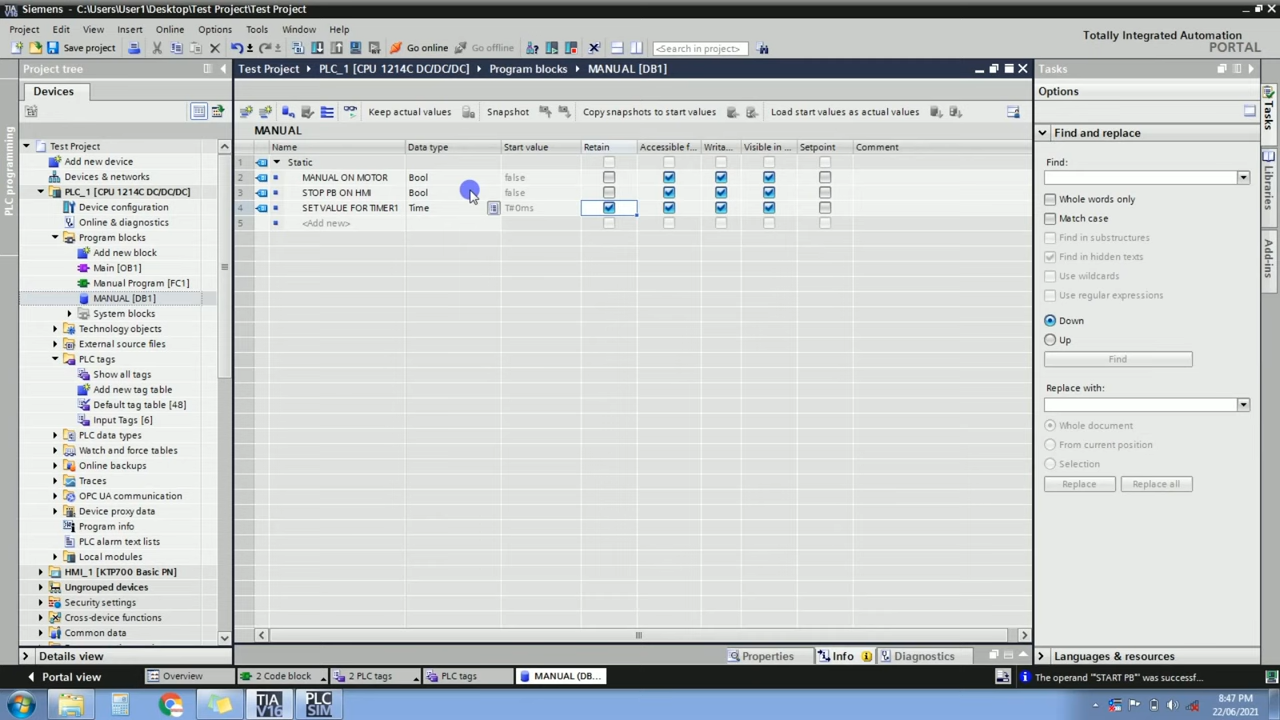 Siemens - C:\Users\User1\Desktop\Test Project\Test Project
Project Edit View Insert Online Options Tools Window Help
Totally Integrated Automation
PORTAL
Save project
Go online
Go offline
<Search in project>
Project tree
Test Project PLC_1 [CPU 1214C DC/DC/DC] Program blocks MANUAL [DB1]
Tasks
Devices
Options
Keep actual values Snapshot Copy snapshots to start values Load start values as actual values
MANUAL
Name Data type Start value Retain Accessible f... Writa... Visible in ... Setpoint Comment
1 Static
2 MANUAL ON MOTOR Bool false
3 STOP PB ON HMI Bool false
4 SET VALUE FOR TIMER1 Time T#0ms
5 <Add new>
PLC programming
Test Project
Add new device
Devices & networks
PLC_1 [CPU 1214C DC/DC/DC]
Device configuration
Online & diagnostics
Program blocks
Add new block
Main [OB1]
Manual Program [FC1]
MANUAL [DB1]
System blocks
Technology objects
External source files
PLC tags
Show all tags
Add new tag table
Default tag table [48]
Input Tags [6]
PLC data types
Watch and force tables
Online backups
Traces
OPC UA communication
Device proxy data
Program info
PLC alarm text lists
Local modules
HMI_1 [KTP700 Basic PN]
Ungrouped devices
Security settings
Cross-device functions
Common data
Details view
Find and replace
Find:
Whole words only
Match case
Find in substructures
Find in hidden texts
Use wildcards
Use regular expressions
Down
Up
Find
Replace with:
Whole document
From current position
Selection
Replace
Replace all
Languages & resources
Tasks
Libraries
Add-ins
Properties
Info
Diagnostics
Portal view
Overview
2 Code block
2 PLC tags
PLC tags
MANUAL (DB...
The operand '"START PB"' was successf...
TIA
V16
PLC
SIM
8:47 PM
22/06/2021